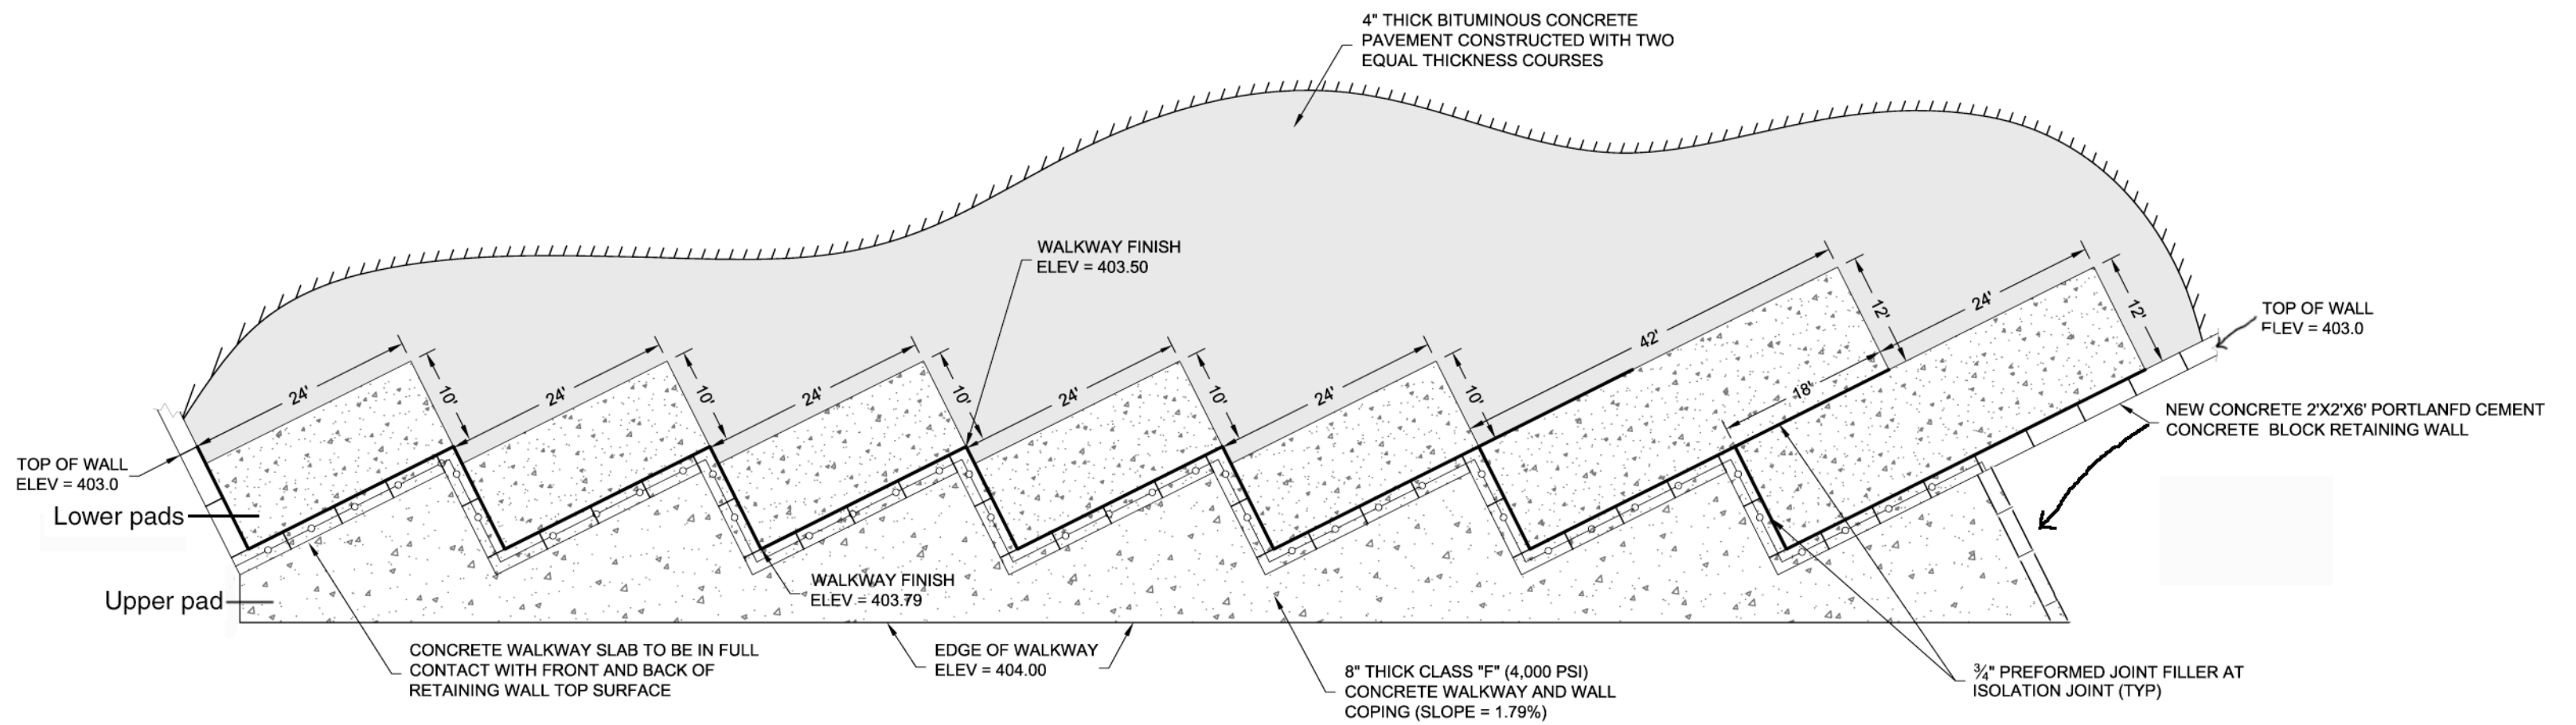 4" THICK BITUMINOUS CONCRETE
PAVEMENT CONSTRUCTED WITH TWO
EQUAL THICKNESS COURSES
WALKWAY FINISH
ELEV = 403.50
24'
10'
24'
10'
24'
10'
24'
10'
24'
10'
42'
12'
18'
24'
12'
TOP OF WALL
ELEV = 403.0
NEW CONCRETE 2'X2'X6' PORTLANFD CEMENT
CONCRETE BLOCK RETAINING WALL
TOP OF WALL
ELEV = 403.0
Lower pads
Upper pad
WALKWAY FINISH
ELEV = 403.79
CONCRETE WALKWAY SLAB TO BE IN FULL
CONTACT WITH FRONT AND BACK OF
RETAINING WALL TOP SURFACE
EDGE OF WALKWAY
ELEV = 404.00
8" THICK CLASS "F" (4,000 PSI)
CONCRETE WALKWAY AND WALL
COPING (SLOPE = 1.79%)
¾" PREFORMED JOINT FILLER AT
ISOLATION JOINT (TYP)